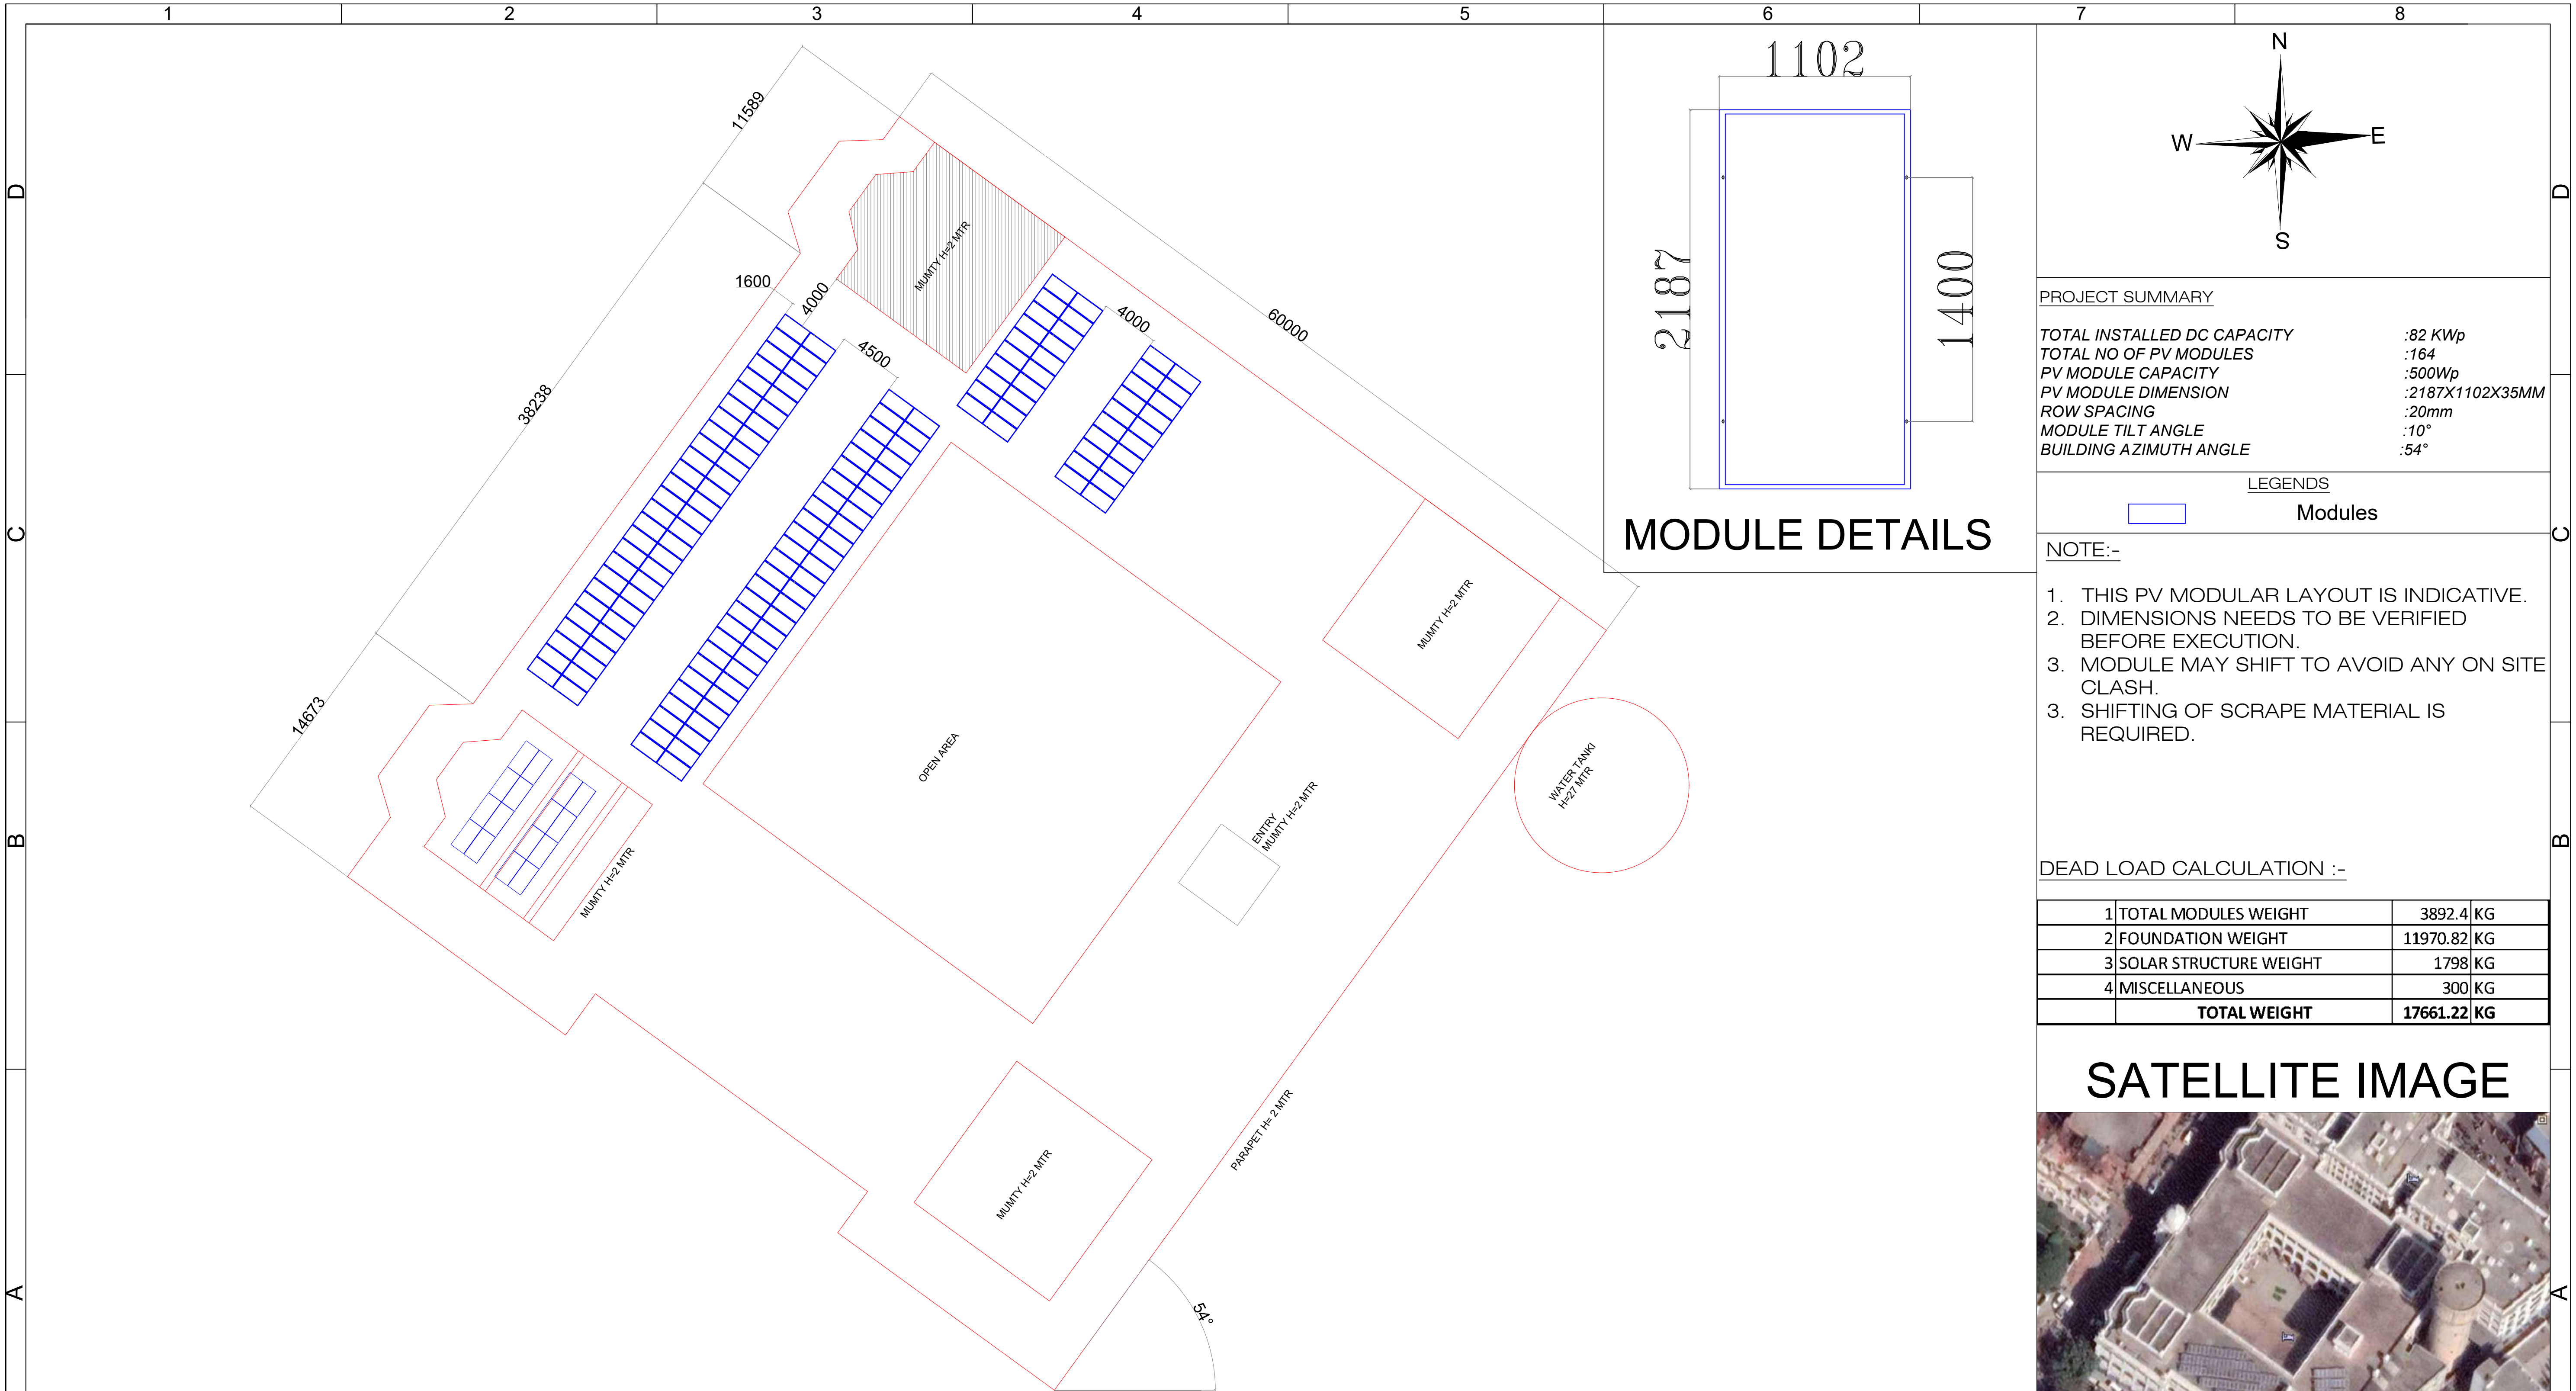 1 2 3 4 5 6 7 8
D
C
B
A
D
C
B
A
11589
38238
14673
1600
4000
4500
4000
60000
MUMTY H=2 MTR
MUMTY H=2 MTR
OPEN AREA
WATER TANKI
H=27 MTR
ENTRY
MUMTY H=2 MTR
MUMTY H=2 MTR
MUMTY H=2 MTR
PARAPET H= 2 MTR
54°
1102
2187
1400
MODULE DETAILS
N
W
E
S
PROJECT SUMMARY
TOTAL INSTALLED DC CAPACITY :82 KWp
TOTAL NO OF PV MODULES :164
PV MODULE CAPACITY :500Wp
PV MODULE DIMENSION :2187X1102X35MM
ROW SPACING :20mm
MODULE TILT ANGLE :10°
BUILDING AZIMUTH ANGLE :54°
LEGENDS
Modules
NOTE:-
1. THIS PV MODULAR LAYOUT IS INDICATIVE.
2. DIMENSIONS NEEDS TO BE VERIFIED
BEFORE EXECUTION.
3. MODULE MAY SHIFT TO AVOID ANY ON SITE
CLASH.
3. SHIFTING OF SCRAPE MATERIAL IS
REQUIRED.
DEAD LOAD CALCULATION :-
1 TOTAL MODULES WEIGHT 3892.4 KG
2 FOUNDATION WEIGHT 11970.82 KG
3 SOLAR STRUCTURE WEIGHT 1798 KG
4 MISCELLANEOUS 300 KG
TOTAL WEIGHT 17661.22 KG
SATELLITE IMAGE